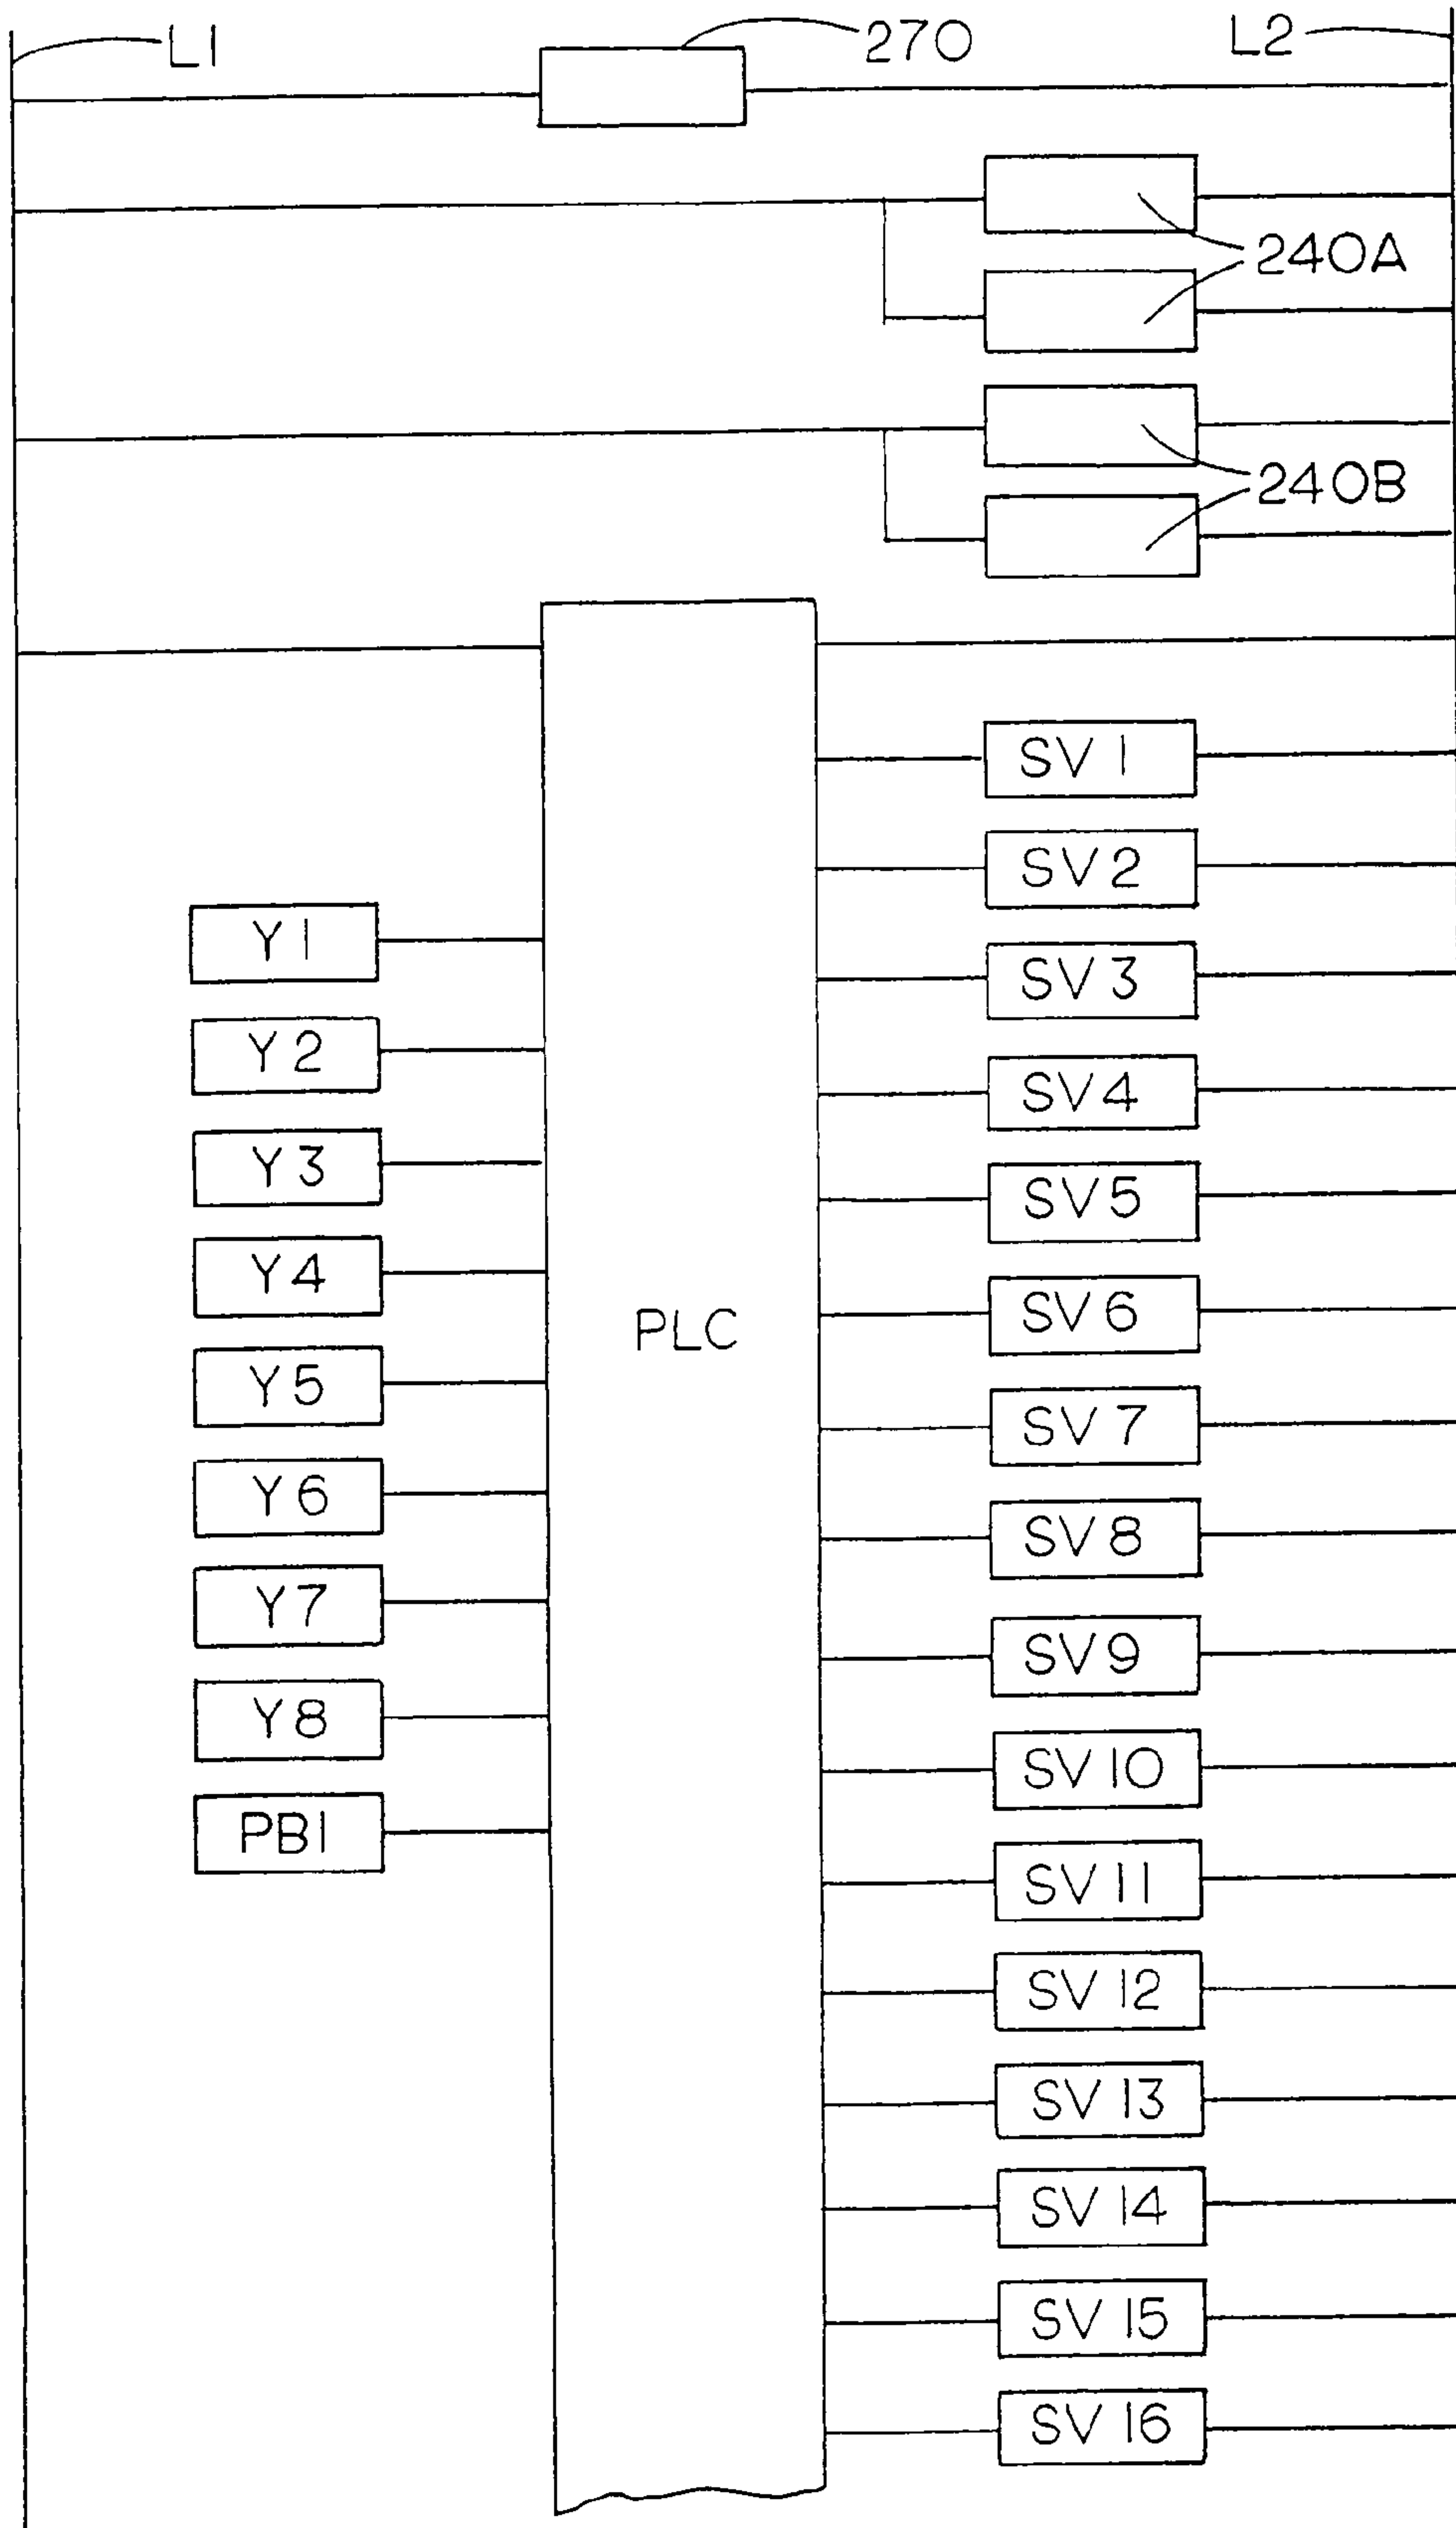 L1
270
L2
240A
240B
SV 1
SV 2
Y 1
SV 3
Y 2
SV 4
Y 3
SV 5
Y 4
SV 6
PLC
Y 5
SV 7
Y 6
SV 8
Y 7
SV 9
Y 8
SV 10
PB1
SV 11
SV 12
SV 13
SV 14
SV 15
SV 16